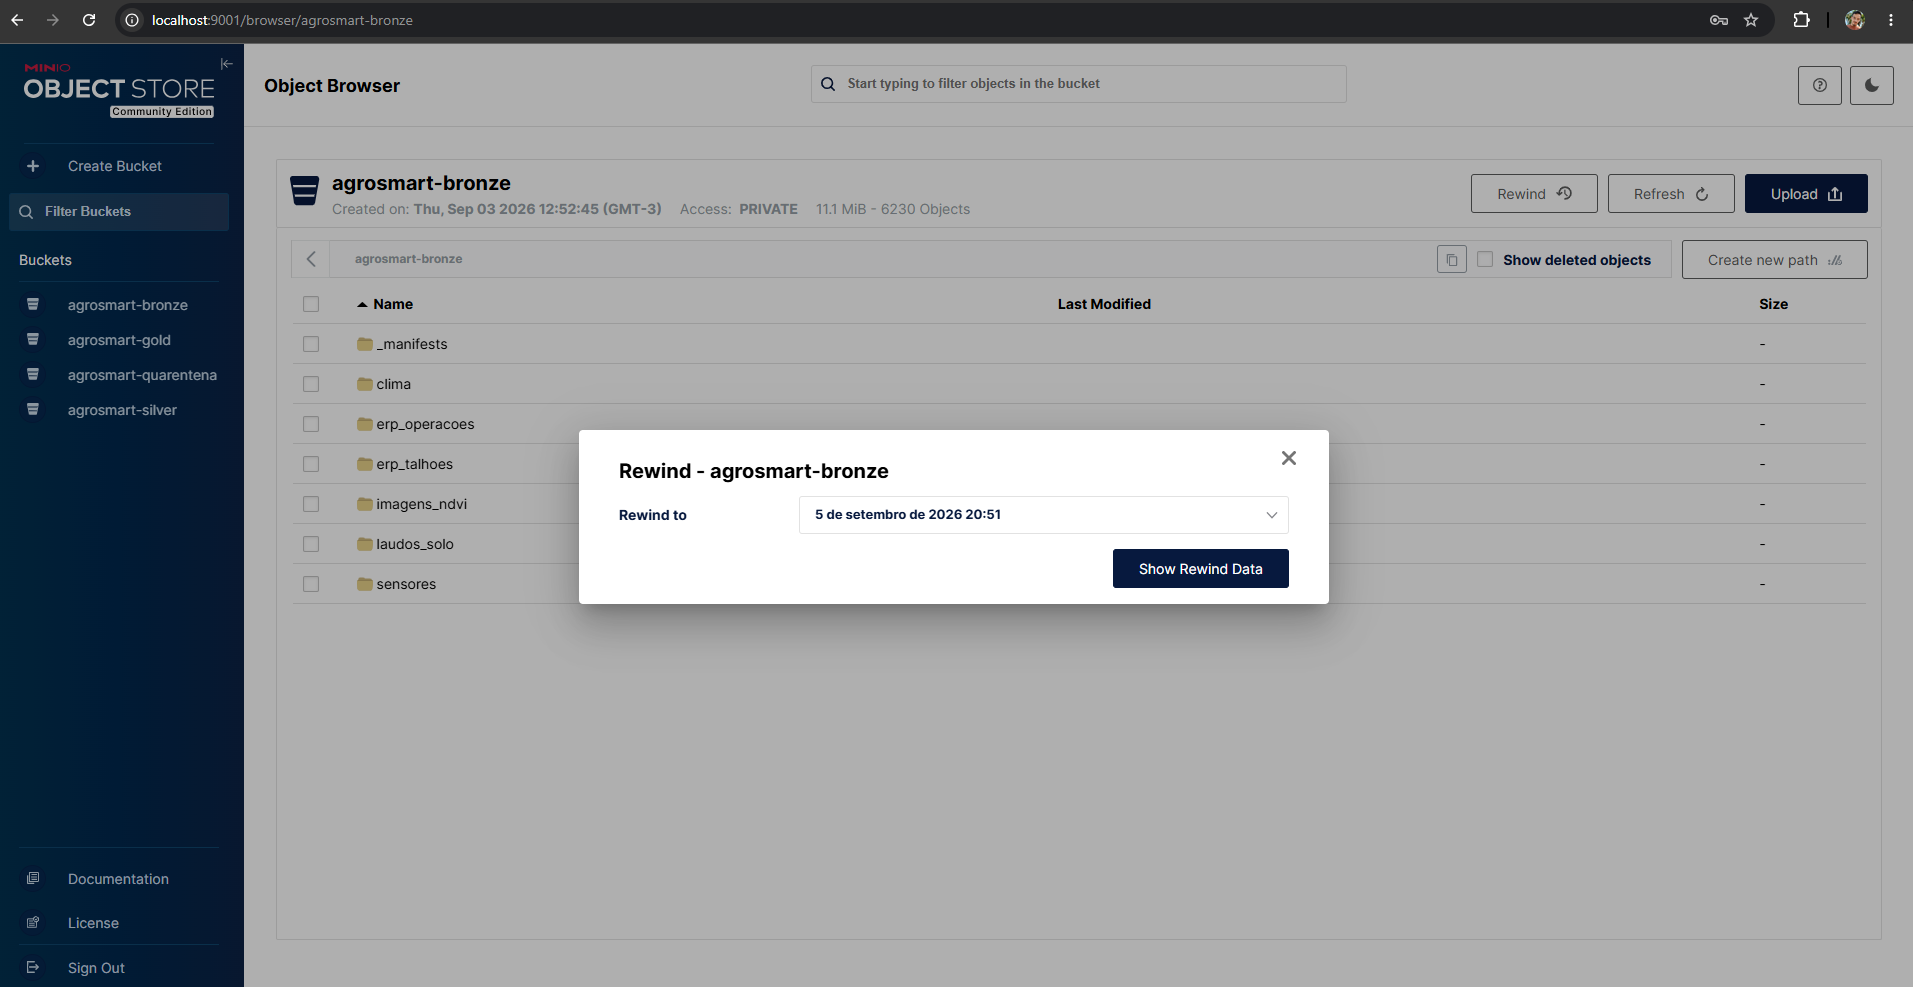 localhost:9001/browser/agrosmart-bronze
MINIO
OBJECT STORE
Community Edition
Create Bucket
Filter Buckets
Buckets
agrosmart-bronze
agrosmart-gold
agrosmart-quarentena
agrosmart-silver
Documentation
License
Sign Out
Object Browser
Start typing to filter objects in the bucket
agrosmart-bronze
Created on: Thu, Sep 03 2026 12:52:45 (GMT-3) Access: PRIVATE 11.1 MiB - 6230 Objects
Rewind Refresh Upload
agrosmart-bronze Show deleted objects Create new path
Name Last Modified Size
_manifests -
clima -
erp_operacoes -
erp_talhoes -
imagens_ndvi -
laudos_solo -
sensores -
Rewind - agrosmart-bronze
Rewind to 5 de setembro de 2026 20:51
Show Rewind Data